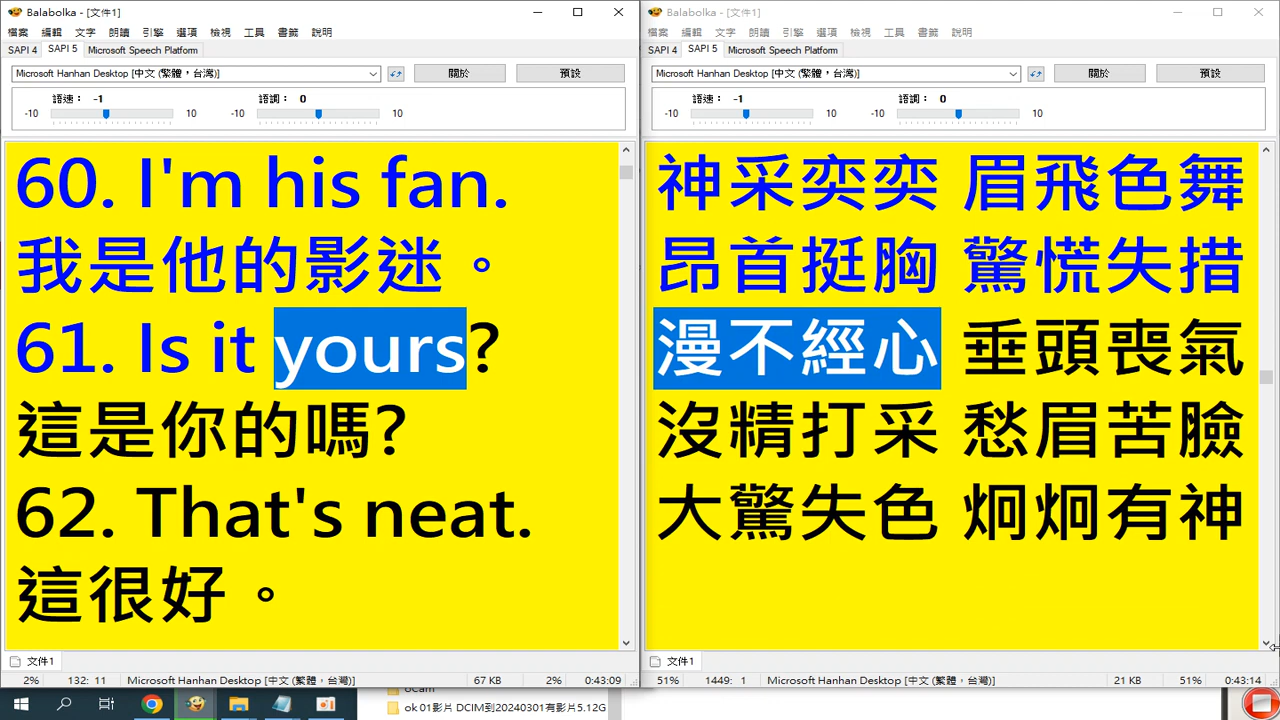 Balabolka - [文件1]
檔案 編輯 文字 朗讀 引擎 選項 檢視 工具 書籤 說明
SAPI 4 SAPI 5 Microsoft Speech Platform
Microsoft Hanhan Desktop [中文 (繁體，台灣)]
關於 預設
語速： -1 語調： 0
-10 10 -10 10
60. I'm his fan.
我是他的影迷。
61. Is it yours?
這是你的嗎?
62. That's neat.
這很好。
文件1
2% 132: 11 Microsoft Hanhan Desktop [中文 (繁體，台灣)] 67 KB 2% 0:43:09
Balabolka - [文件1]
檔案 編輯 文字 朗讀 引擎 選項 檢視 工具 書籤 說明
SAPI 4 SAPI 5 Microsoft Speech Platform
Microsoft Hanhan Desktop [中文 (繁體，台灣)]
關於 預設
語速： -1 語調： 0
-10 10 -10 10
神采奕奕 眉飛色舞
昂首挺胸 驚慌失措
漫不經心 垂頭喪氣
沒精打采 愁眉苦臉
大驚失色 炯炯有神
文件1
51% 1449: 1 Microsoft Hanhan Desktop [中文 (繁體，台灣)] 21 KB 51% 0:43:14
oCam
ok 01影片 DCIM到20240301有影片5.12G